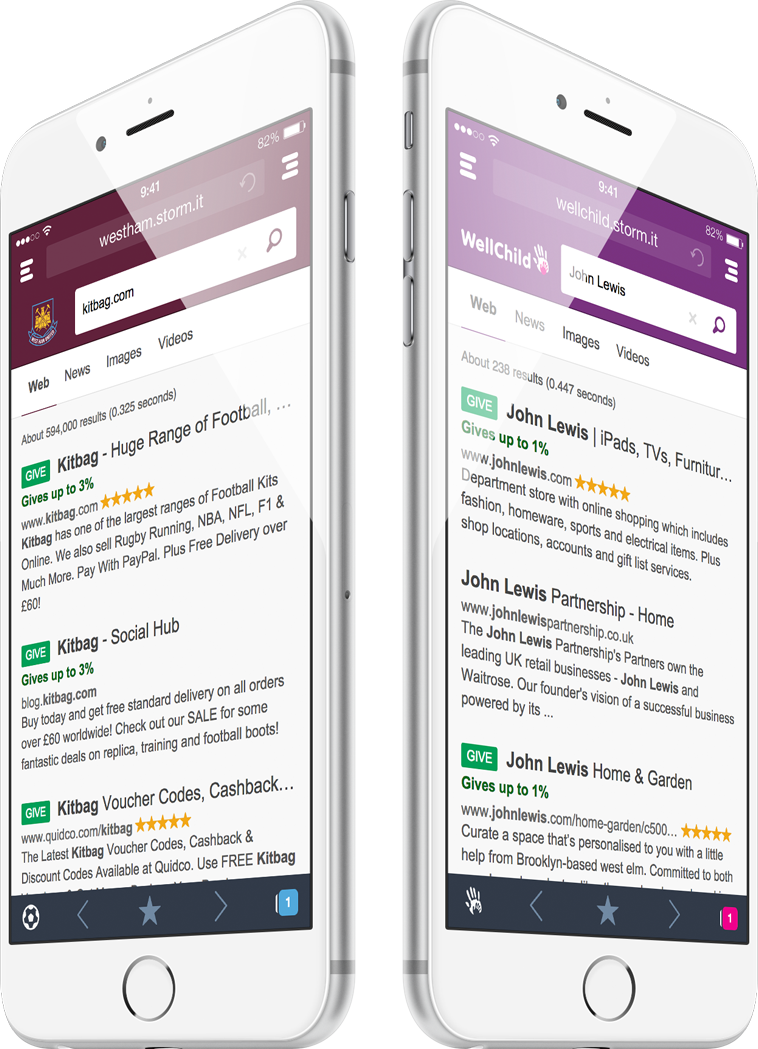 82%
9:41
westham.storm.it
kitbag.com
WEST HAM UNITED
Web News Images Videos
About 594,000 results (0.325 seconds)
GIVE Kitbag - Huge Range of Football, ...
Gives up to 3%
www.kitbag.com
Kitbag has one of the largest ranges of Football Kits
Online. We also sell Rugby Running, NBA, NFL, F1 &
Much More. Pay With PayPal. Plus Free Delivery over
£60!
GIVE Kitbag - Social Hub
Gives up to 3%
blog.kitbag.com
Buy today and get free standard delivery on all orders
over £60 worldwide! Check out our SALE for some
fantastic deals on replica, training and football boots!
GIVE Kitbag Voucher Codes, Cashback...
www.quidco.com/kitbag
The Latest Kitbag Voucher Codes, Cashback &
Discount Codes Available at Quidco. Use FREE Kitbag
1
9:41
82%
wellchild.storm.it
WellChild
John Lewis
Web News Images Videos
About 238 results (0.447 seconds)
GIVE John Lewis | iPads, TVs, Furnitur...
Gives up to 1%
www.johnlewis.com
Department store with online shopping which includes
fashion, homeware, sports and electrical items. Plus
shop locations, accounts and gift list services.
John Lewis Partnership - Home
www.johnlewispartnership.co.uk
The John Lewis Partnership's Partners own the
leading UK retail businesses - John Lewis and
Waitrose. Our founder's vision of a successful business
powered by its ...
GIVE John Lewis Home & Garden
Gives up to 1%
www.johnlewis.com/home-garden/c500...
Curate a space that's personalised to you with a little
help from Brooklyn-based west elm. Committed to both
1